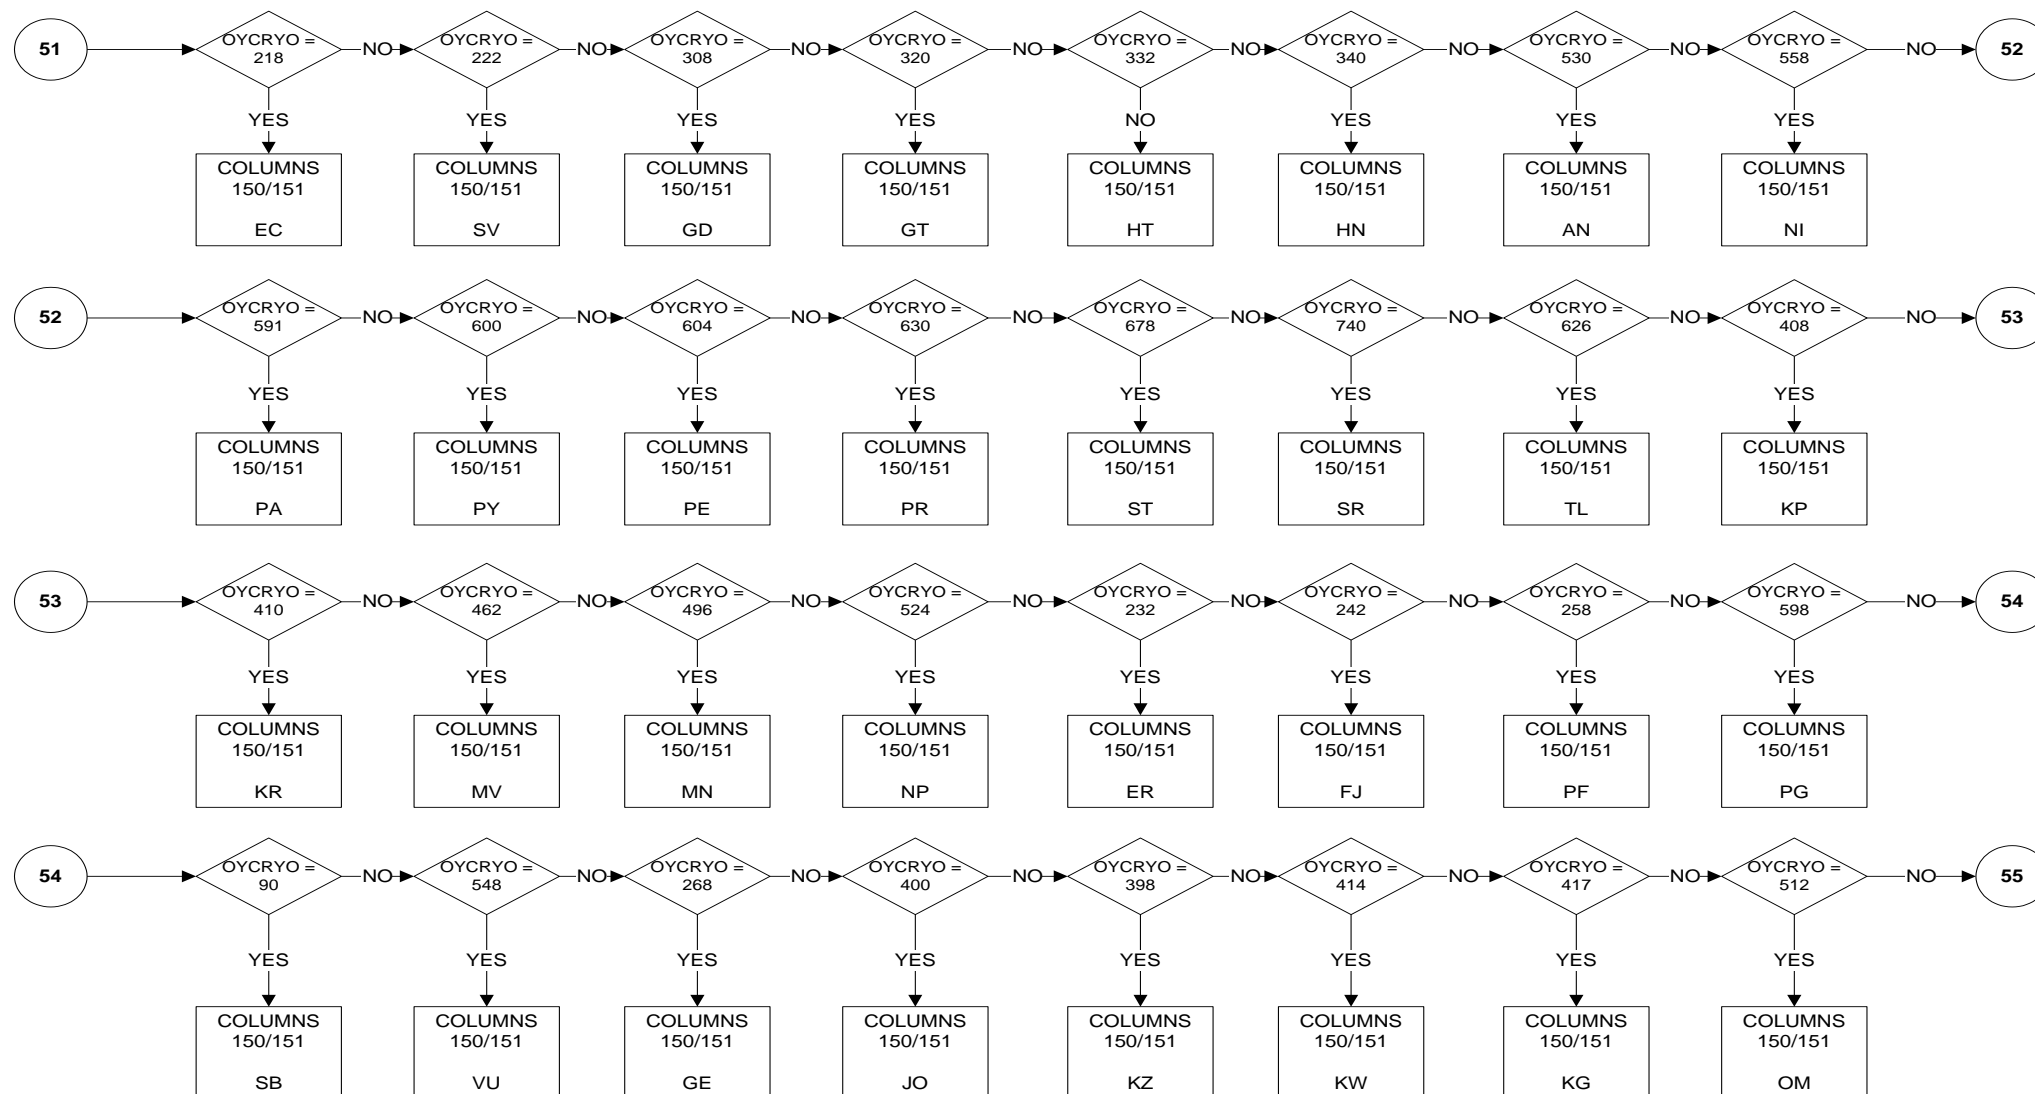 51
OYCRYO =
218
NO
OYCRYO =
222
NO
OYCRYO =
308
NO
OYCRYO =
320
NO
OYCRYO =
332
NO
OYCRYO =
340
NO
OYCRYO =
530
NO
OYCRYO =
558
NO
52
YES
YES
YES
YES
NO
YES
YES
YES
COLUMNS
150/151
EC
COLUMNS
150/151
SV
COLUMNS
150/151
GD
COLUMNS
150/151
GT
COLUMNS
150/151
HT
COLUMNS
150/151
HN
COLUMNS
150/151
AN
COLUMNS
150/151
NI
52
OYCRYO =
591
NO
OYCRYO =
600
NO
OYCRYO =
604
NO
OYCRYO =
630
NO
OYCRYO =
678
NO
OYCRYO =
740
NO
OYCRYO =
626
NO
OYCRYO =
408
NO
53
YES
YES
YES
YES
YES
YES
YES
YES
COLUMNS
150/151
PA
COLUMNS
150/151
PY
COLUMNS
150/151
PE
COLUMNS
150/151
PR
COLUMNS
150/151
ST
COLUMNS
150/151
SR
COLUMNS
150/151
TL
COLUMNS
150/151
KP
53
OYCRYO =
410
NO
OYCRYO =
462
NO
OYCRYO =
496
NO
OYCRYO =
524
NO
OYCRYO =
232
NO
OYCRYO =
242
NO
OYCRYO =
258
NO
OYCRYO =
598
NO
54
YES
YES
YES
YES
YES
YES
YES
YES
COLUMNS
150/151
KR
COLUMNS
150/151
MV
COLUMNS
150/151
MN
COLUMNS
150/151
NP
COLUMNS
150/151
ER
COLUMNS
150/151
FJ
COLUMNS
150/151
PF
COLUMNS
150/151
PG
54
OYCRYO =
90
NO
OYCRYO =
548
NO
OYCRYO =
268
NO
OYCRYO =
400
NO
OYCRYO =
398
NO
OYCRYO =
414
NO
OYCRYO =
417
NO
OYCRYO =
512
NO
55
YES
YES
YES
YES
YES
YES
YES
YES
COLUMNS
150/151
SB
COLUMNS
150/151
VU
COLUMNS
150/151
GE
COLUMNS
150/151
JO
COLUMNS
150/151
KZ
COLUMNS
150/151
KW
COLUMNS
150/151
KG
COLUMNS
150/151
OM